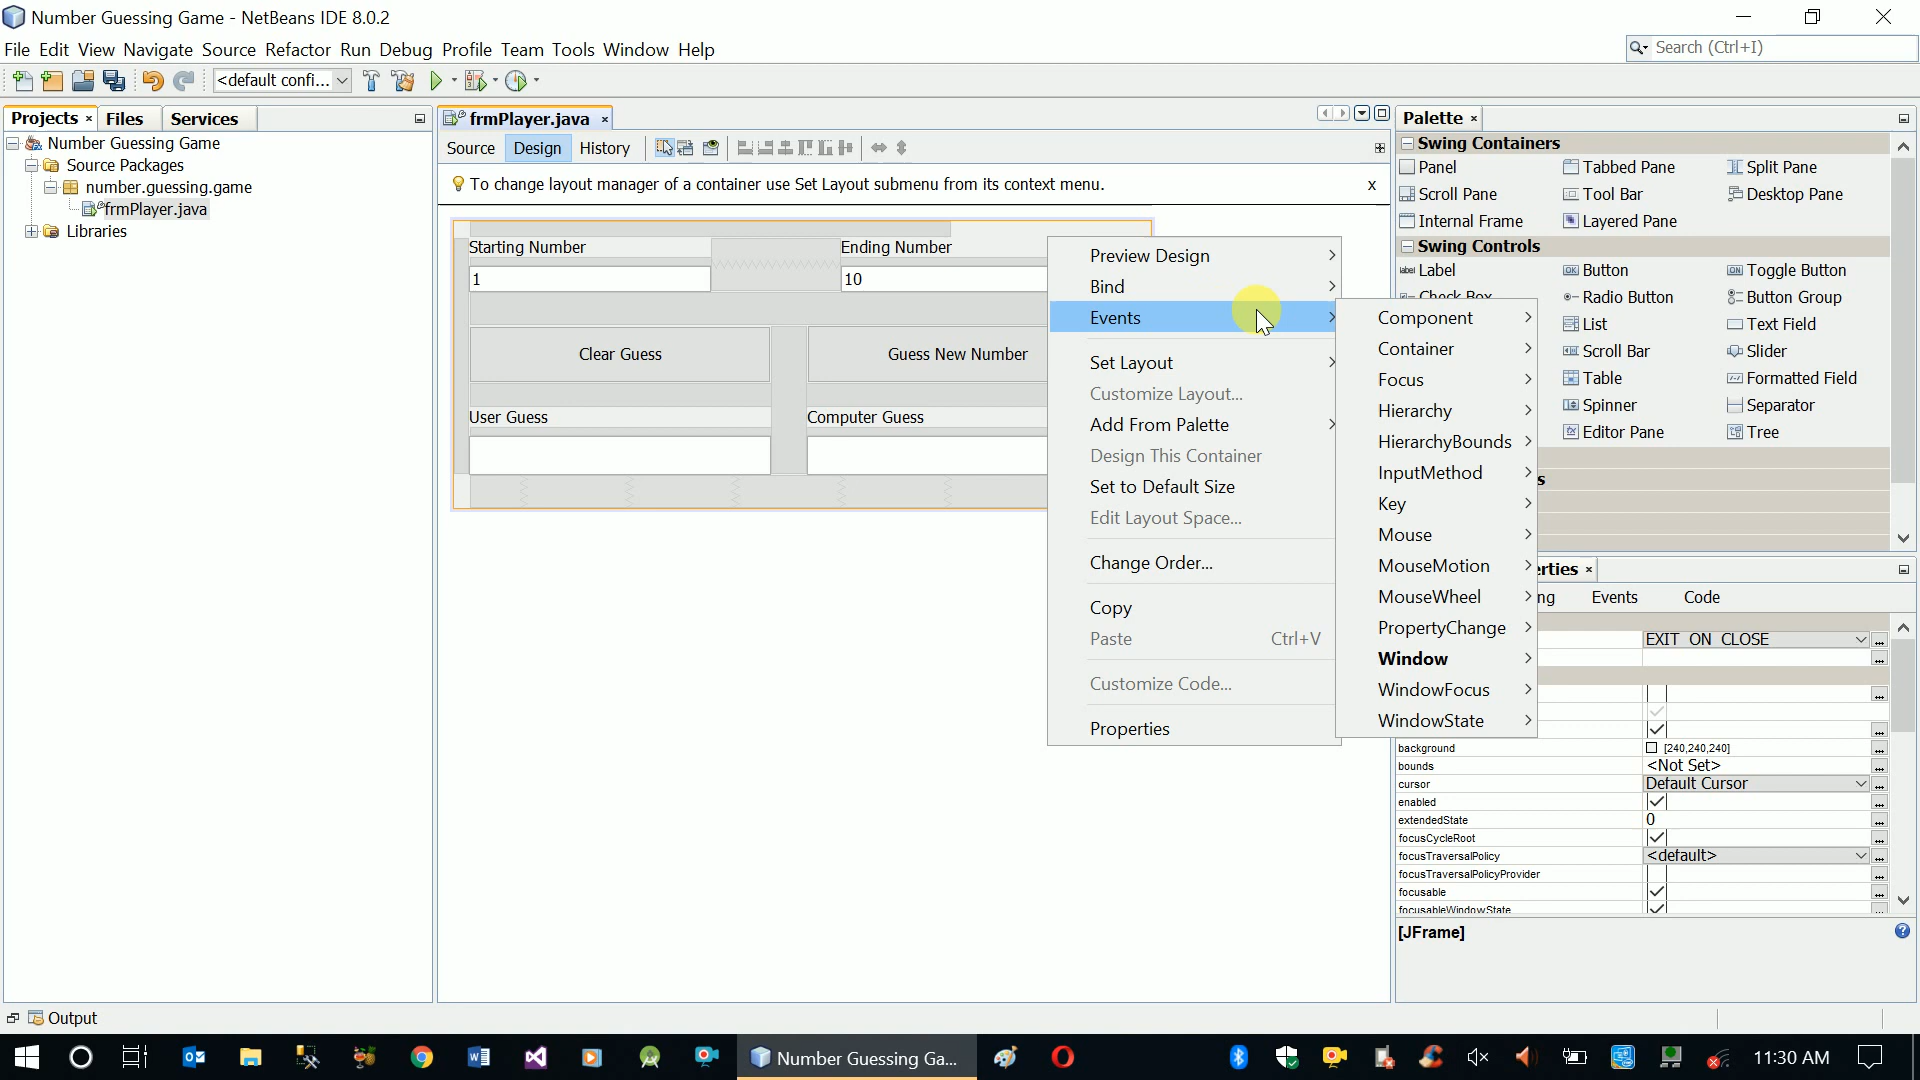 Number Guessing Game - NetBeans IDE 8.0.2
File Edit View Navigate Source Refactor Run Debug Profile Team Tools Window Help
Search (Ctrl+I)
<default confi...
Projects
Files
Services
Number Guessing Game
Source Packages
number.guessing.game
frmPlayer.java
Libraries
frmPlayer.java
Source
Design
History
To change layout manager of a container use Set Layout submenu from its context menu.
x
Starting Number
Ending Number
1
10
Clear Guess
Guess New Number
User Guess
Computer Guess
Preview Design
Bind
Events
Set Layout
Customize Layout...
Add From Palette
Design This Container
Set to Default Size
Edit Layout Space...
Change Order...
Copy
Paste Ctrl+V
Customize Code...
Properties
Component
Container
Focus
Hierarchy
HierarchyBounds
InputMethod
Key
Mouse
MouseMotion
MouseWheel
PropertyChange
Window
WindowFocus
WindowState
Palette
Swing Containers
Panel
Tabbed Pane
Split Pane
Scroll Pane
Tool Bar
Desktop Pane
Internal Frame
Layered Pane
Swing Controls
label Label
OK Button
ON Toggle Button
Check Box
Radio Button
Button Group
List
Text Field
Scroll Bar
Slider
Table
Formatted Field
Spinner
Separator
Editor Pane
Tree
s
erties
ng
Events
Code
EXIT_ON_CLOSE
background [240,240,240]
bounds <Not Set>
cursor Default Cursor
enabled
extendedState 0
focusCycleRoot
focusTraversalPolicy <default>
focusTraversalPolicyProvider
focusable
focusableWindowState
[JFrame]
Output
Number Guessing Ga...
11:30 AM